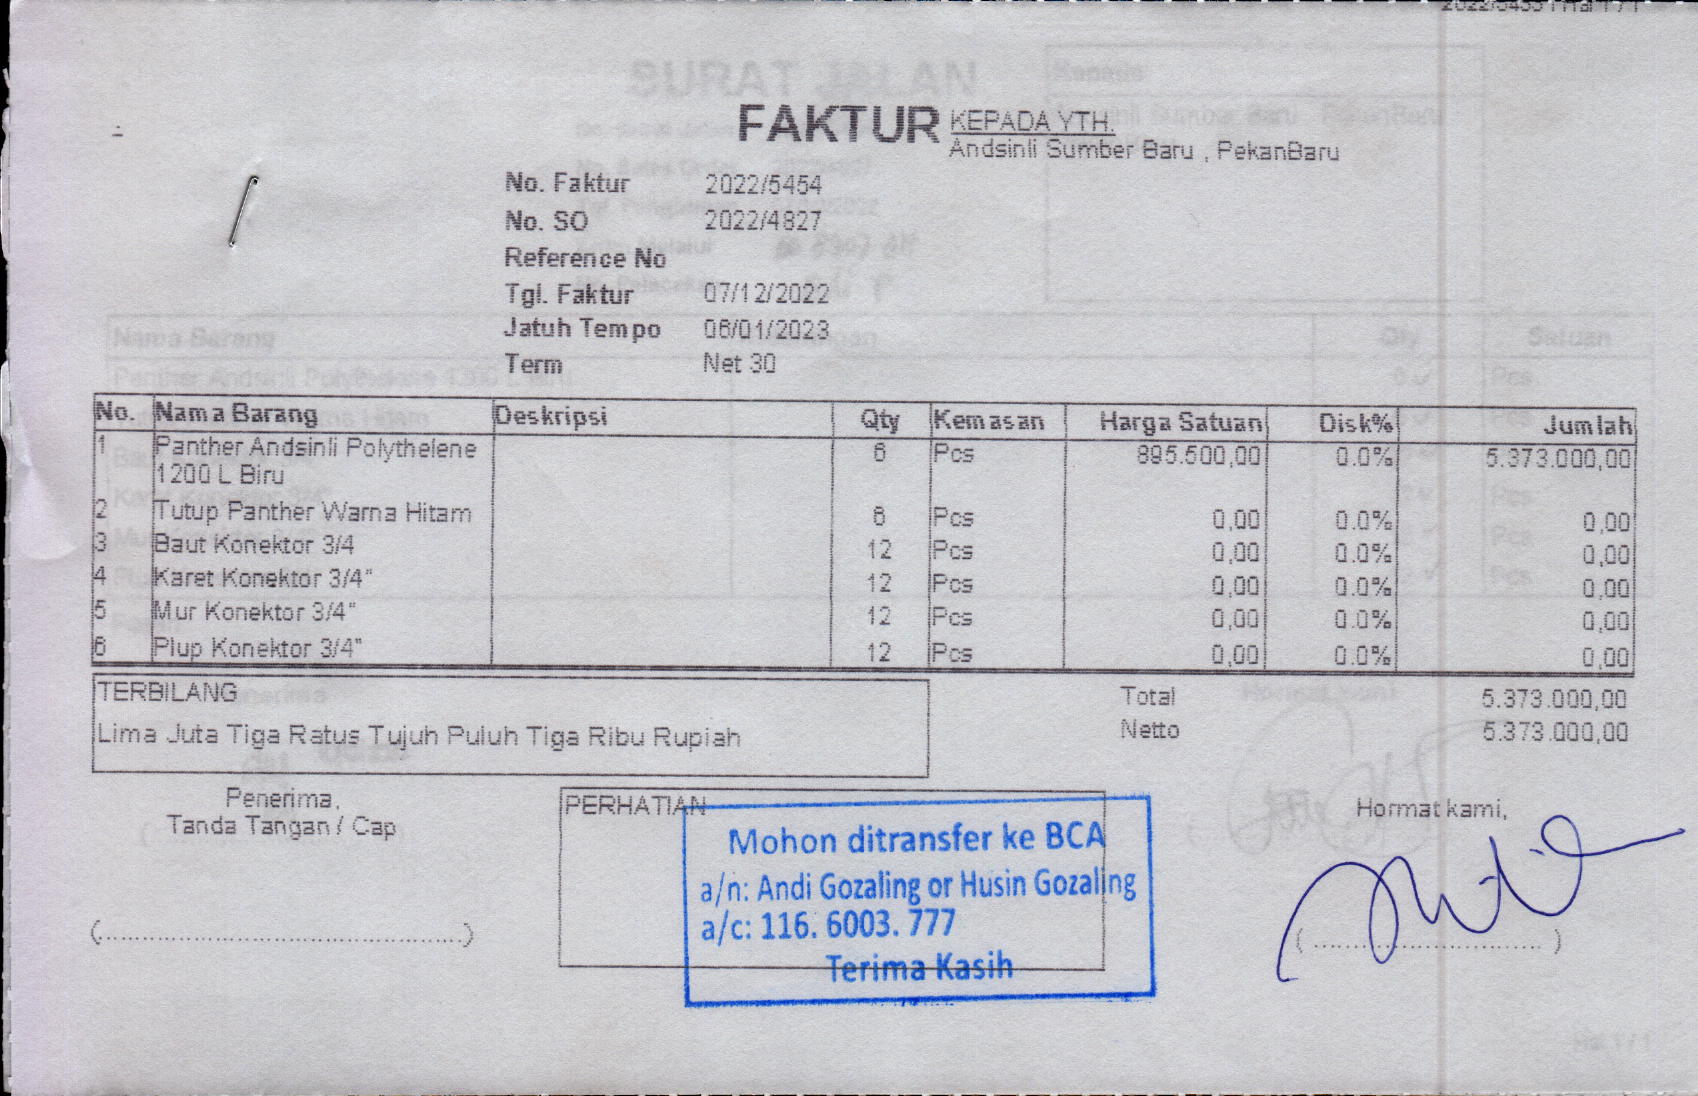 FAKTUR
KEPADA YTH.
Andsinli Sumber Baru , PekanBaru
No. Faktur 2022/5454
No. SO 2022/4827
Reference No
Tgl. Faktur 07/12/2022
Jatuh Tempo 06/01/2023
Term Net 30
No. Nama Barang Deskripsi Qty Kemasan Harga Satuan Disk% Jumlah
1 Panther Andsinli Polythelene 6 Pcs 895.500,00 0.0% 5.373.000,00
1200 L Biru
2 Tutup Panther Warna Hitam 6 Pcs 0,00 0.0% 0,00
3 Baut Konektor 3/4 12 Pcs 0,00 0.0% 0,00
4 Karet Konektor 3/4" 12 Pcs 0,00 0.0% 0,00
5 Mur Konektor 3/4" 12 Pcs 0,00 0.0% 0,00
6 Plup Konektor 3/4" 12 Pcs 0,00 0.0% 0,00
TERBILANG
Lima Juta Tiga Ratus Tujuh Puluh Tiga Ribu Rupiah
Total 5.373.000,00
Netto 5.373.000,00
Penerima,
Tanda Tangan / Cap
(................................................)
PERHATIAN
Mohon ditransfer ke BCA
a/n: Andi Gozaling or Husin Gozaling
a/c: 116. 6003. 777
Terima Kasih
Hormat kami,
( .............................. )